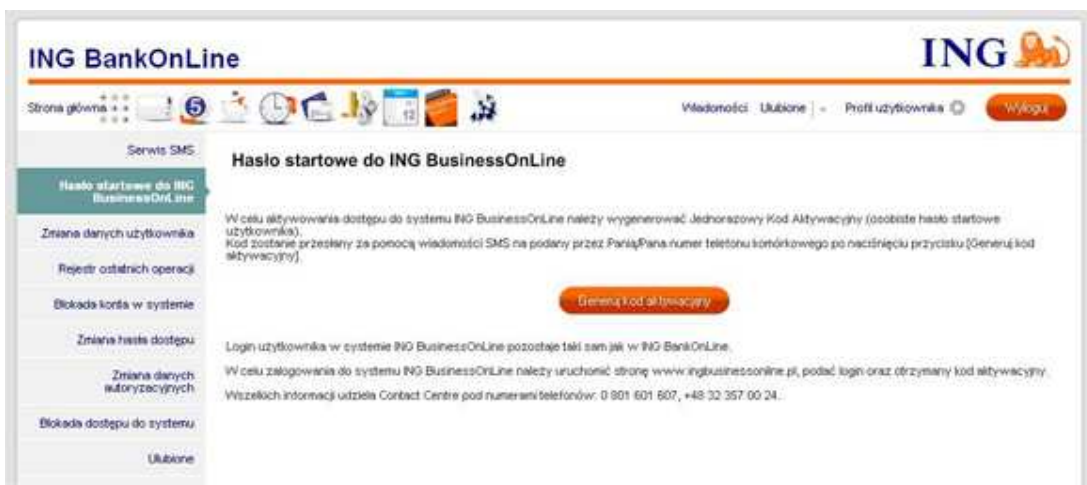 ING BankOnLine
ING
Strona główna
5
12
Wiadomości Ulubione Profil użytkownika Wyloguj
Serwis SMS
Hasło startowe do ING
BusinessOnLine
Zmiana danych użytkownika
Rejestr ostatnich operacji
Blokada konta w systemie
Zmiana hasła dostępu
Zmiana danych
autoryzacyjnych
Blokada dostępu do systemu
Ulubione
Hasło startowe do ING BusinessOnLine
W celu aktywowania dostępu do systemu ING BusinessOnLine należy wygenerować Jednorazowy Kod Aktywacyjny (osobiste hasło startowe
użytkownika).
Kod zostanie przesłany za pomocą wiadomości SMS na podany przez Panią/Pana numer telefonu komórkowego po naciśnięciu przycisku [Generuj kod
aktywacyjny].
Generuj kod aktywacyjny
Login użytkownika w systemie ING BusinessOnLine pozostaje taki sam jak w ING BankOnLine.
W celu zalogowania do systemu ING BusinessOnLine należy uruchomić stronę www.ingbusinessonline.pl, podać login oraz otrzymany kod aktywacyjny.
Wszelkich informacji udziela Contact Centre pod numerami telefonów: 0 801 601 607, +48 32 357 00 24.